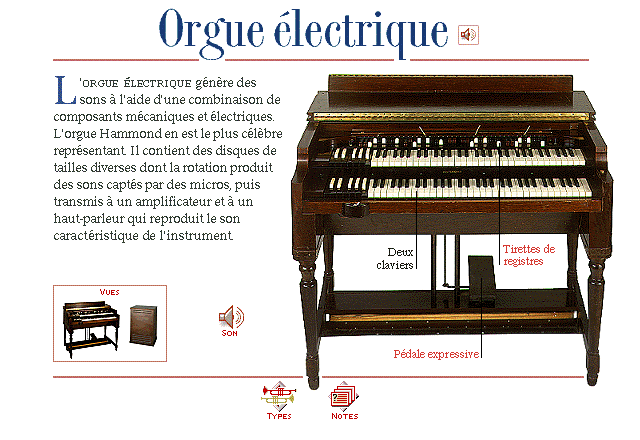 Orgue électrique
L'ORGUE ÉLECTRIQUE génère des
sons à l'aide d'une combinaison de
composants mécaniques et électriques.
L'orgue Hammond en est le plus célèbre
représentant. Il contient des disques de
tailles diverses dont la rotation produit
des sons captés par des micros, puis
transmis à un amplificateur et à un
haut-parleur qui reproduit le son
caractéristique de l'instrument.
Deux
claviers
Tirettes de
registres
Pédale expressive
VUES
SON
TYPES
NOTES